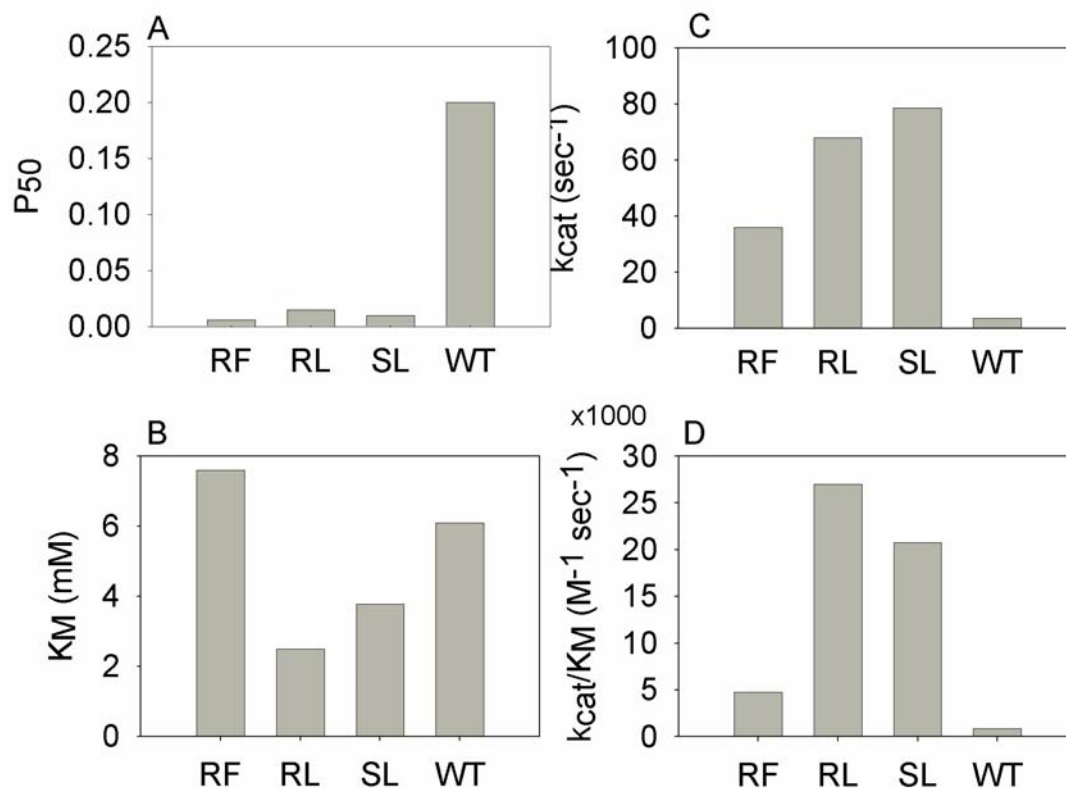 A
0.25
0.20
0.15
0.10
0.05
0.00
P50
RF RL SL WT
C
100
80
60
40
20
0
kcat (sec-1)
RF RL SL WT
B
8
6
4
2
0
KM (mM)
RF RL SL WT
x1000
D
30
25
20
15
10
5
0
kcat/KM (M-1 sec-1)
RF RL SL WT